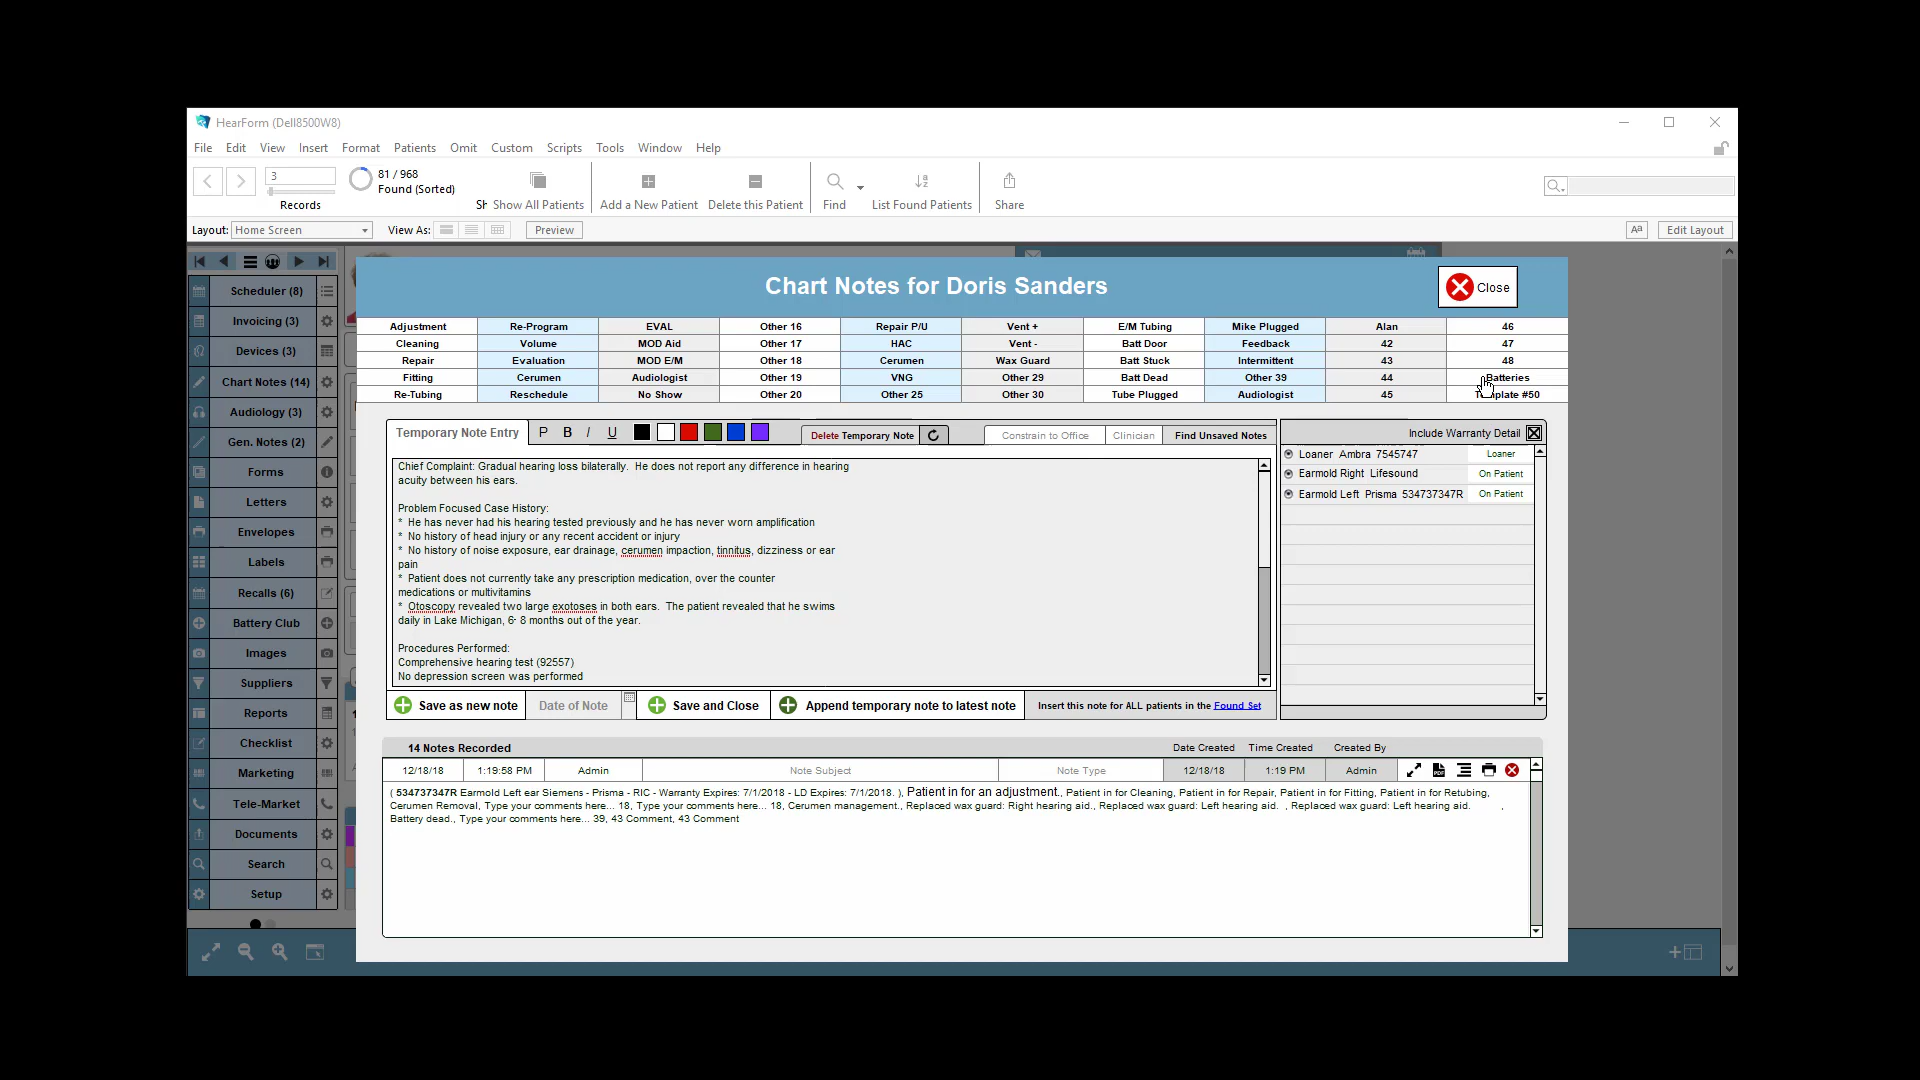 HearForm (Dell8500W8)
File Edit View Insert Format Patients Omit Custom Scripts Tools Window Help
3
81 / 968
Found (Sorted)
Records
Sh Show All Patients
Add a New Patient
Delete this Patient
Find
List Found Patients
Share
Layout: Home Screen
View As:
Preview
Aa
Edit Layout
Scheduler (8)
Invoicing (3)
Devices (3)
Chart Notes (14)
Audiology (3)
Gen. Notes (2)
Forms
Letters
Envelopes
Labels
Recalls (6)
Battery Club
Images
Suppliers
Reports
Checklist
Marketing
Tele-Market
Documents
Search
Setup
Chart Notes for Doris Sanders
Close
Adjustment Re-Program EVAL Other 16 Repair P/U Vent + E/M Tubing Mike Plugged Alan 46
Cleaning Volume MOD Aid Other 17 HAC Vent - Batt Door Feedback 42 47
Repair Evaluation MOD E/M Other 18 Cerumen Wax Guard Batt Stuck Intermittent 43 48
Fitting Cerumen Audiologist Other 19 VNG Other 29 Batt Dead Other 39 44 Batteries
Re-Tubing Reschedule No Show Other 20 Other 25 Other 30 Tube Plugged Audiologist 45 Template #50
Temporary Note Entry P B I U Delete Temporary Note Constrain to Office Clinician Find Unsaved Notes
Chief Complaint: Gradual hearing loss bilaterally. He does not report any difference in hearing
acuity between his ears.
Problem Focused Case History:
* He has never had his hearing tested previously and he has never worn amplification
* No history of head injury or any recent accident or injury
* No history of noise exposure, ear drainage, cerumen impaction, tinnitus, dizziness or ear
pain
* Patient does not currently take any prescription medication, over the counter
medications or multivitamins
* Otoscopy revealed two large exotoses in both ears. The patient revealed that he swims
daily in Lake Michigan, 6- 8 months out of the year.
Procedures Performed:
Comprehensive hearing test (92557)
No depression screen was performed
Include Warranty Detail
Loaner Ambra 7545747 Loaner
Earmold Right Lifesound On Patient
Earmold Left Prisma 534737347R On Patient
Save as new note Date of Note Save and Close Append temporary note to latest note Insert this note for ALL patients in the Found Set
14 Notes Recorded Date Created Time Created Created By
12/18/18 1:19:58 PM Admin Note Subject Note Type 12/18/18 1:19 PM Admin PDF
( 534737347R Earmold Left ear Siemens - Prisma - RIC - Warranty Expires: 7/1/2018 - LD Expires: 7/1/2018. ), Patient in for an adjustment., Patient in for Cleaning, Patient in for Repair, Patient in for Fitting, Patient in for Retubing,
Cerumen Removal, Type your comments here... 18, Type your comments here... 18, Cerumen management., Replaced wax guard: Right hearing aid., Replaced wax guard: Left hearing aid. , Replaced wax guard: Left hearing aid. ,
Battery dead., Type your comments here... 39, 43 Comment, 43 Comment